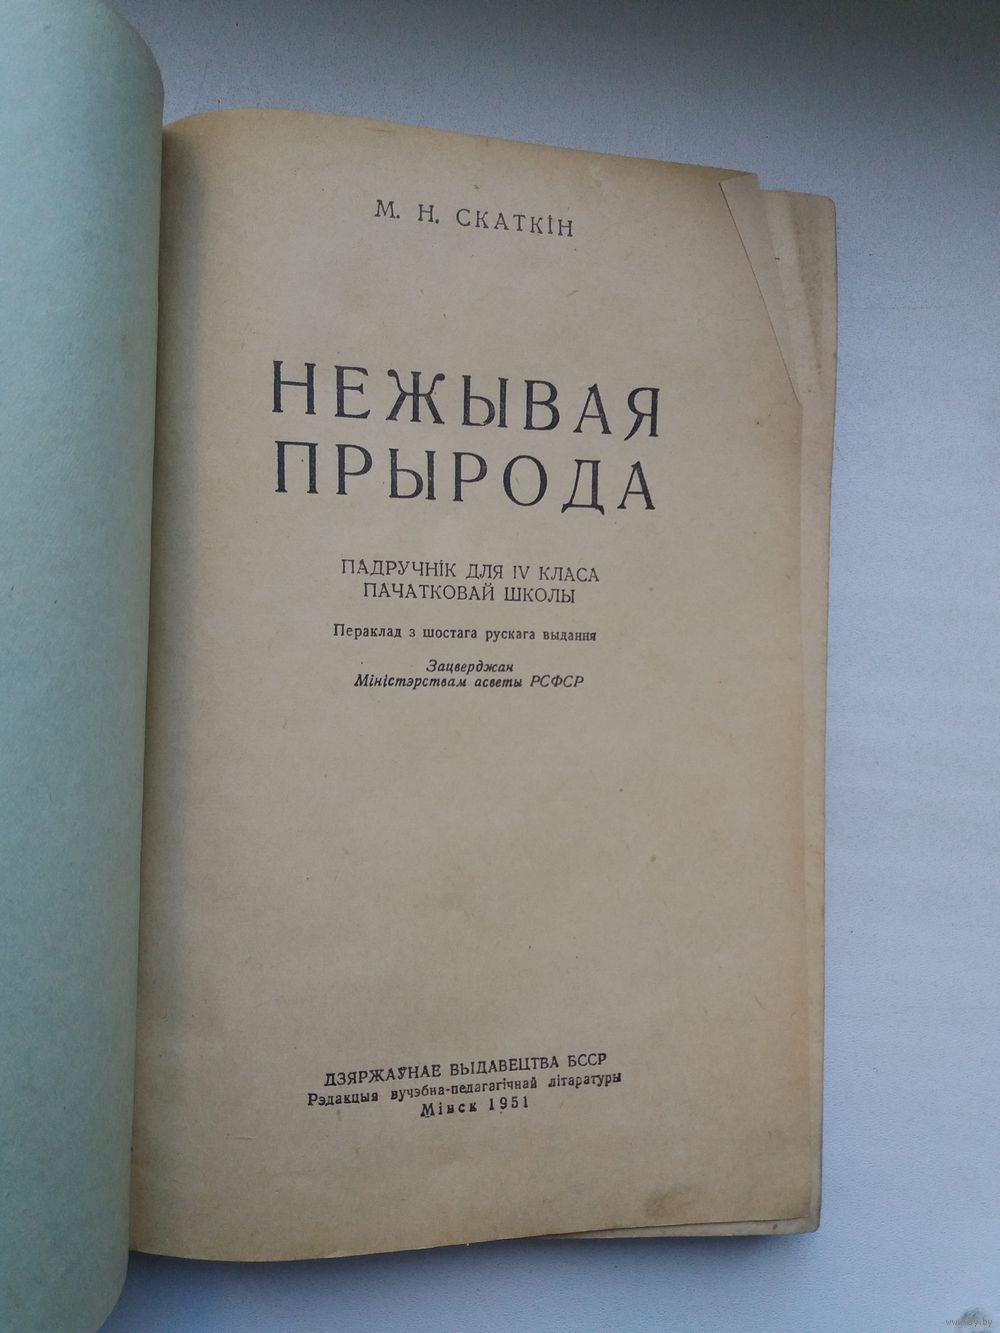 М. Н. СКАТКІН
НЕЖЫВАЯ
ПРЫРОДА
ПАДРУЧНІК ДЛЯ IV КЛАСА
ПАЧАТКОВАЙ ШКОЛЫ
Пераклад з шостага рускага выдання
Зацверджан
Міністэрствам асветы РСФСР
ДЗЯРЖАЎНАЕ ВЫДАВЕЦТВА БССР
Рэдакцыя вучэбна-педагагічнай літаратуры
Мінск 1951